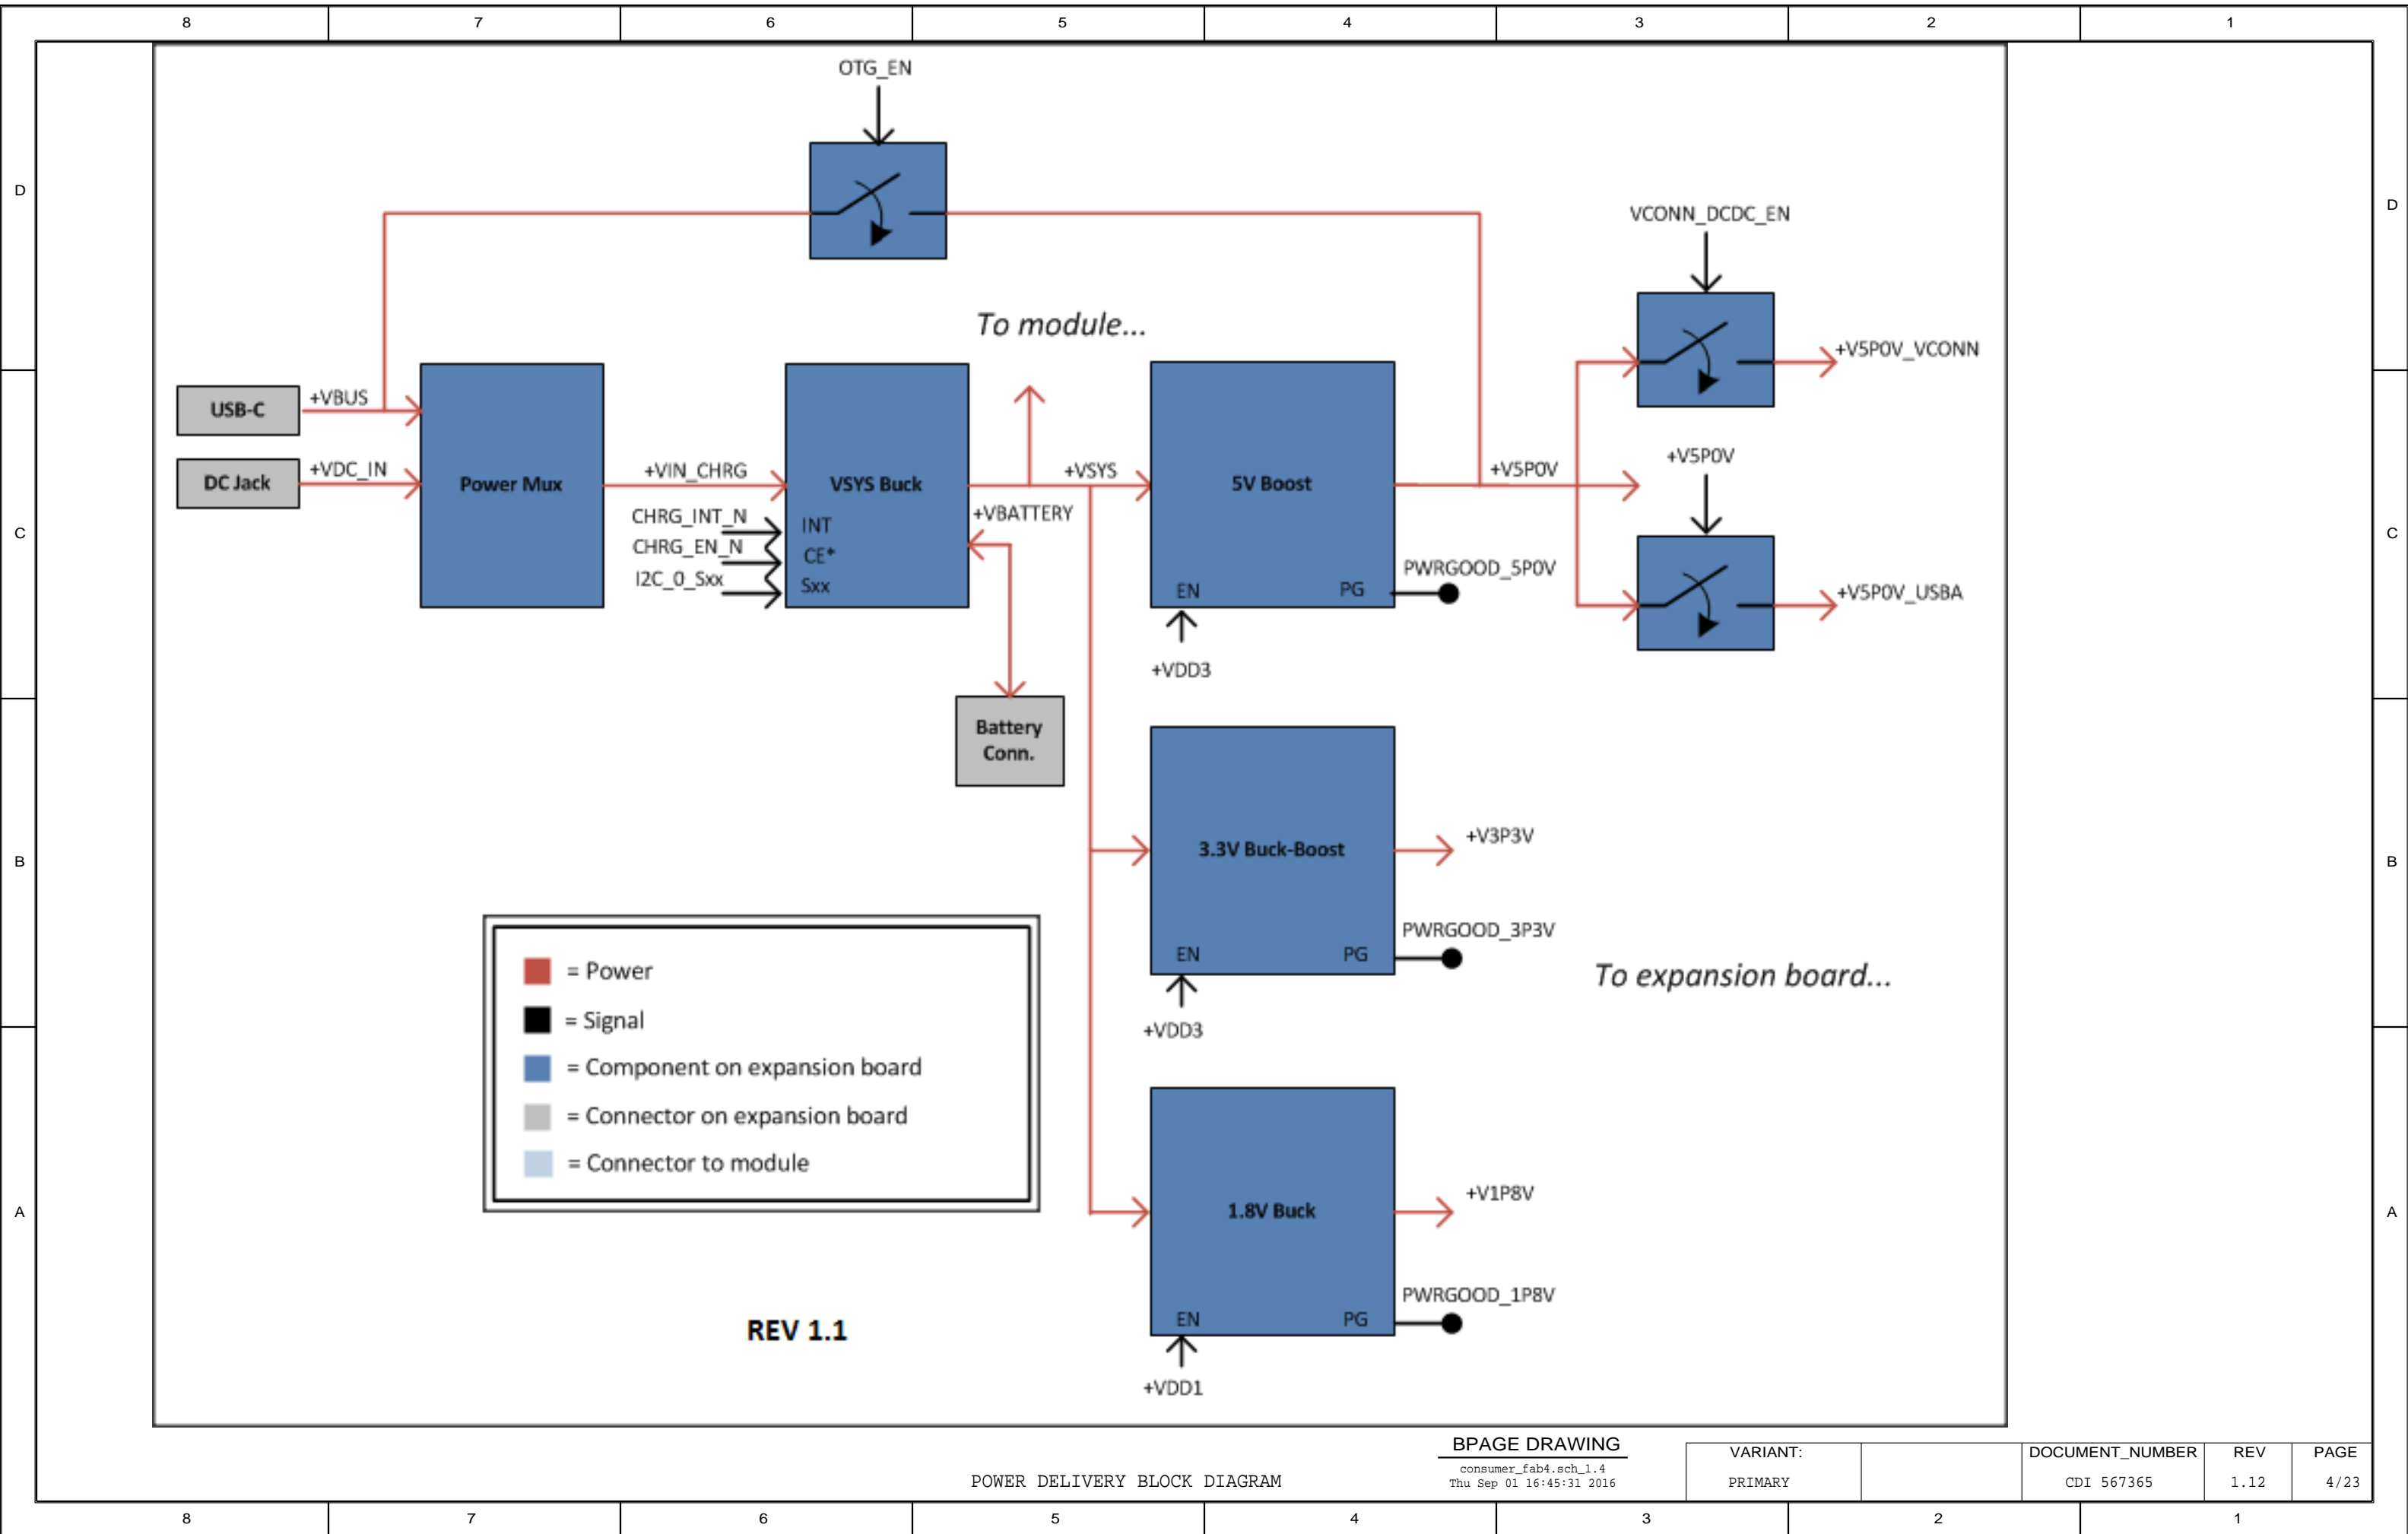 8 7 6 5 4 3 2 1
OTG_EN
D
D
VCONN_DCDC_EN
To module...
+V5P0V_VCONN
USB-C
+VBUS
DC Jack
+VDC_IN
Power Mux
+VIN_CHRG
VSYS Buck
+VSYS
5V Boost
+V5P0V
+V5P0V
CHRG_INT_N
INT
CHRG_EN_N
CE*
I2C_0_Sxx
Sxx
+VBATTERY
C
C
EN
PG
PWRGOOD_5P0V
+V5P0V_USBA
+VDD3
Battery
Conn.
B
B
3.3V Buck-Boost
+V3P3V
EN
PG
PWRGOOD_3P3V
To expansion board...
+VDD3
= Power
= Signal
= Component on expansion board
= Connector on expansion board
= Connector to module
A
A
1.8V Buck
+V1P8V
EN
PG
PWRGOOD_1P8V
+VDD1
REV 1.1
POWER DELIVERY BLOCK DIAGRAM
BPAGE DRAWING
consumer_fab4.sch_1.4
Thu Sep 01 16:45:31 2016
VARIANT:
PRIMARY
DOCUMENT_NUMBER
CDI 567365
REV
1.12
PAGE
4/23
8 7 6 5 4 3 2 1